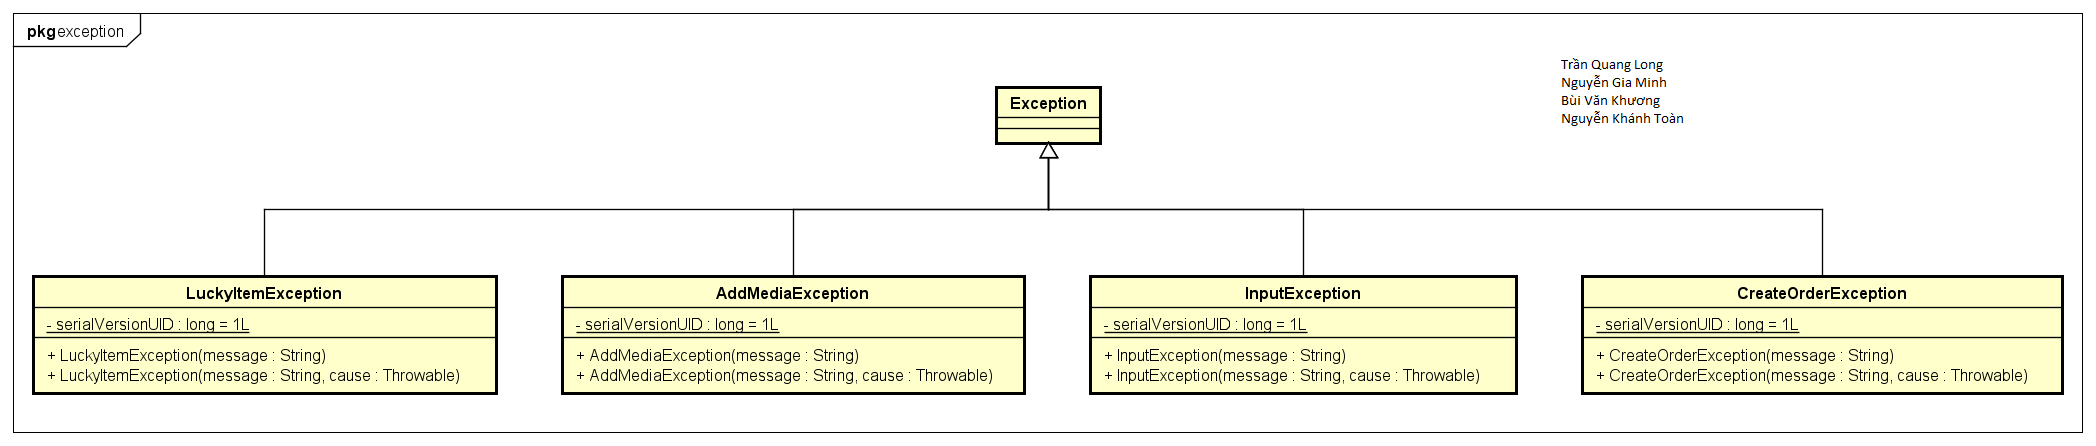 pkg exception
Trần Quang Long
Nguyễn Gia Minh
Bùi Văn Khương
Nguyễn Khánh Toàn
Exception
LuckyItemException
- serialVersionUID : long = 1L
+ LuckyItemException(message : String)
+ LuckyItemException(message : String, cause : Throwable)
AddMediaException
- serialVersionUID : long = 1L
+ AddMediaException(message : String)
+ AddMediaException(message : String, cause : Throwable)
InputException
- serialVersionUID : long = 1L
+ InputException(message : String)
+ InputException(message : String, cause : Throwable)
CreateOrderException
- serialVersionUID : long = 1L
+ CreateOrderException(message : String)
+ CreateOrderException(message : String, cause : Throwable)